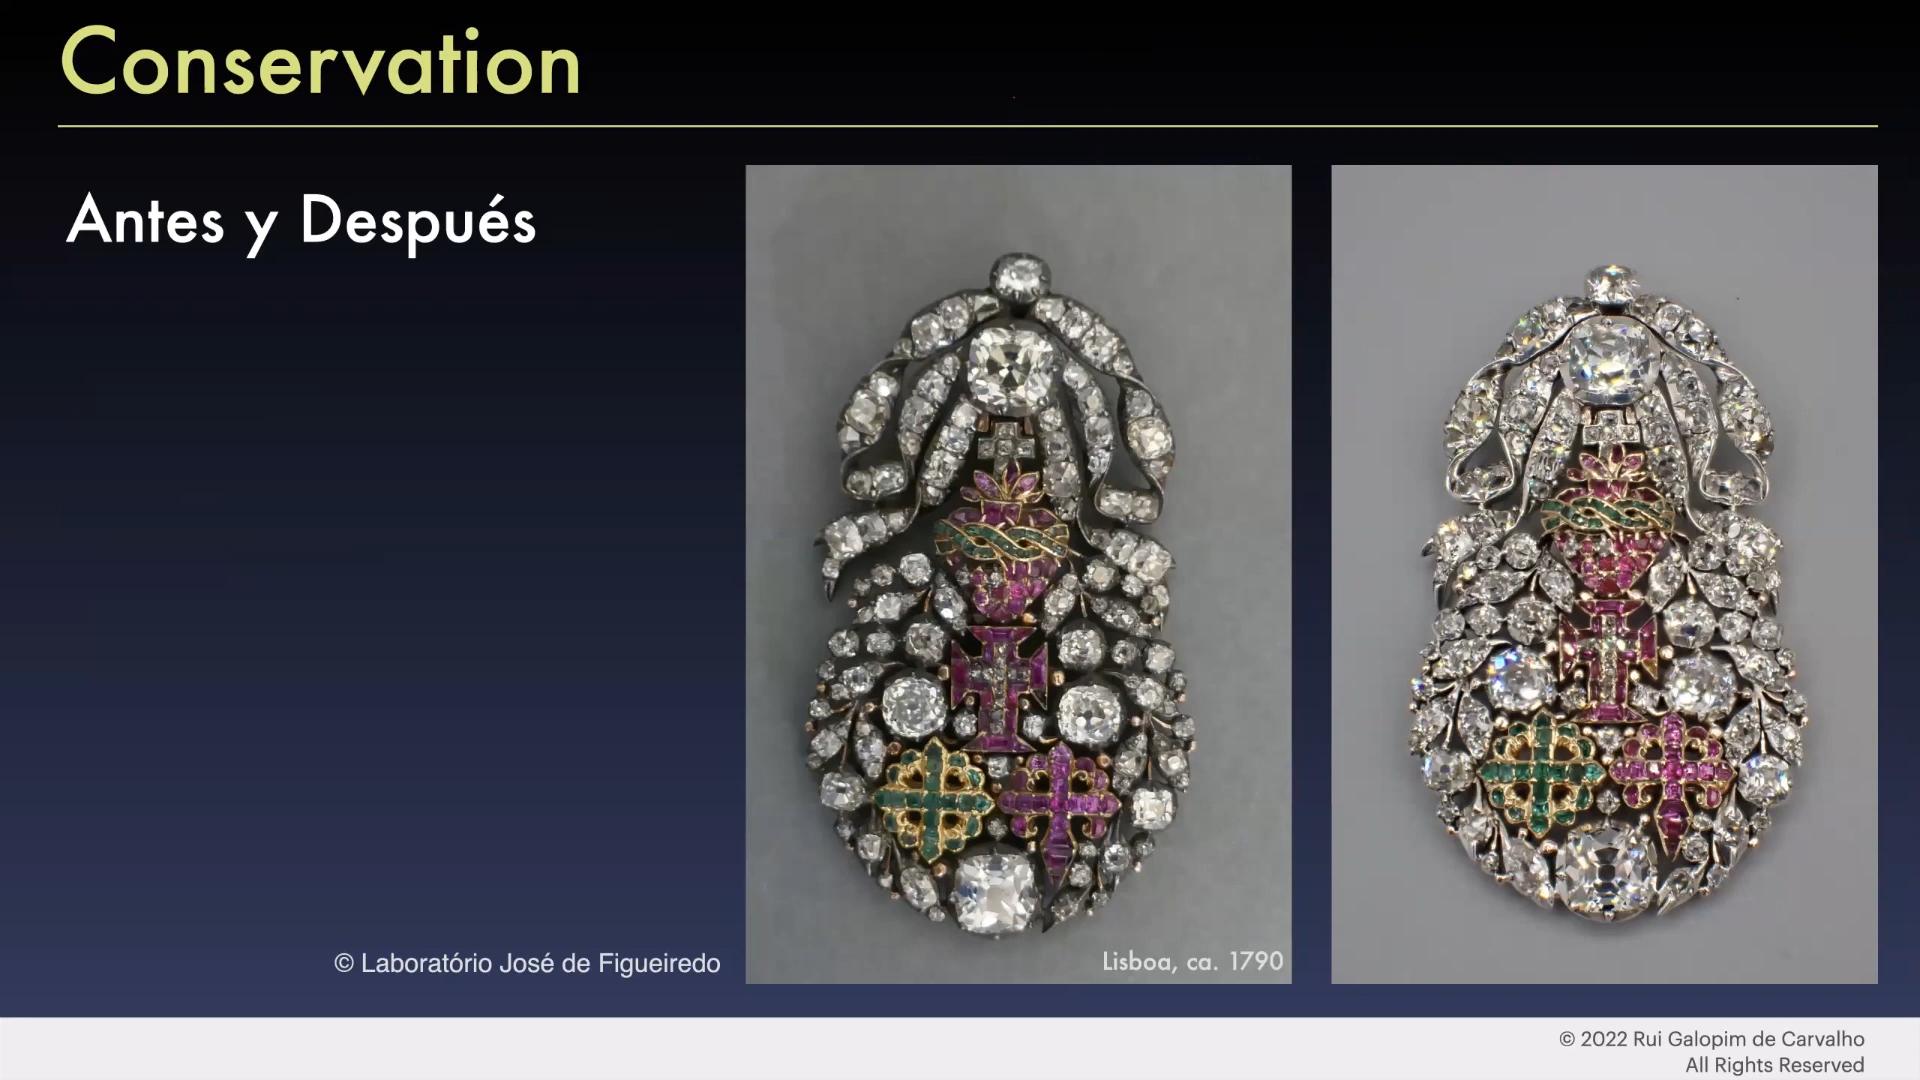 Conservation
Antes y Después
© Laboratório José de Figueiredo
Lisboa, ca. 1790
© 2022 Rui Galopim de Carvalho
All Rights Reserved